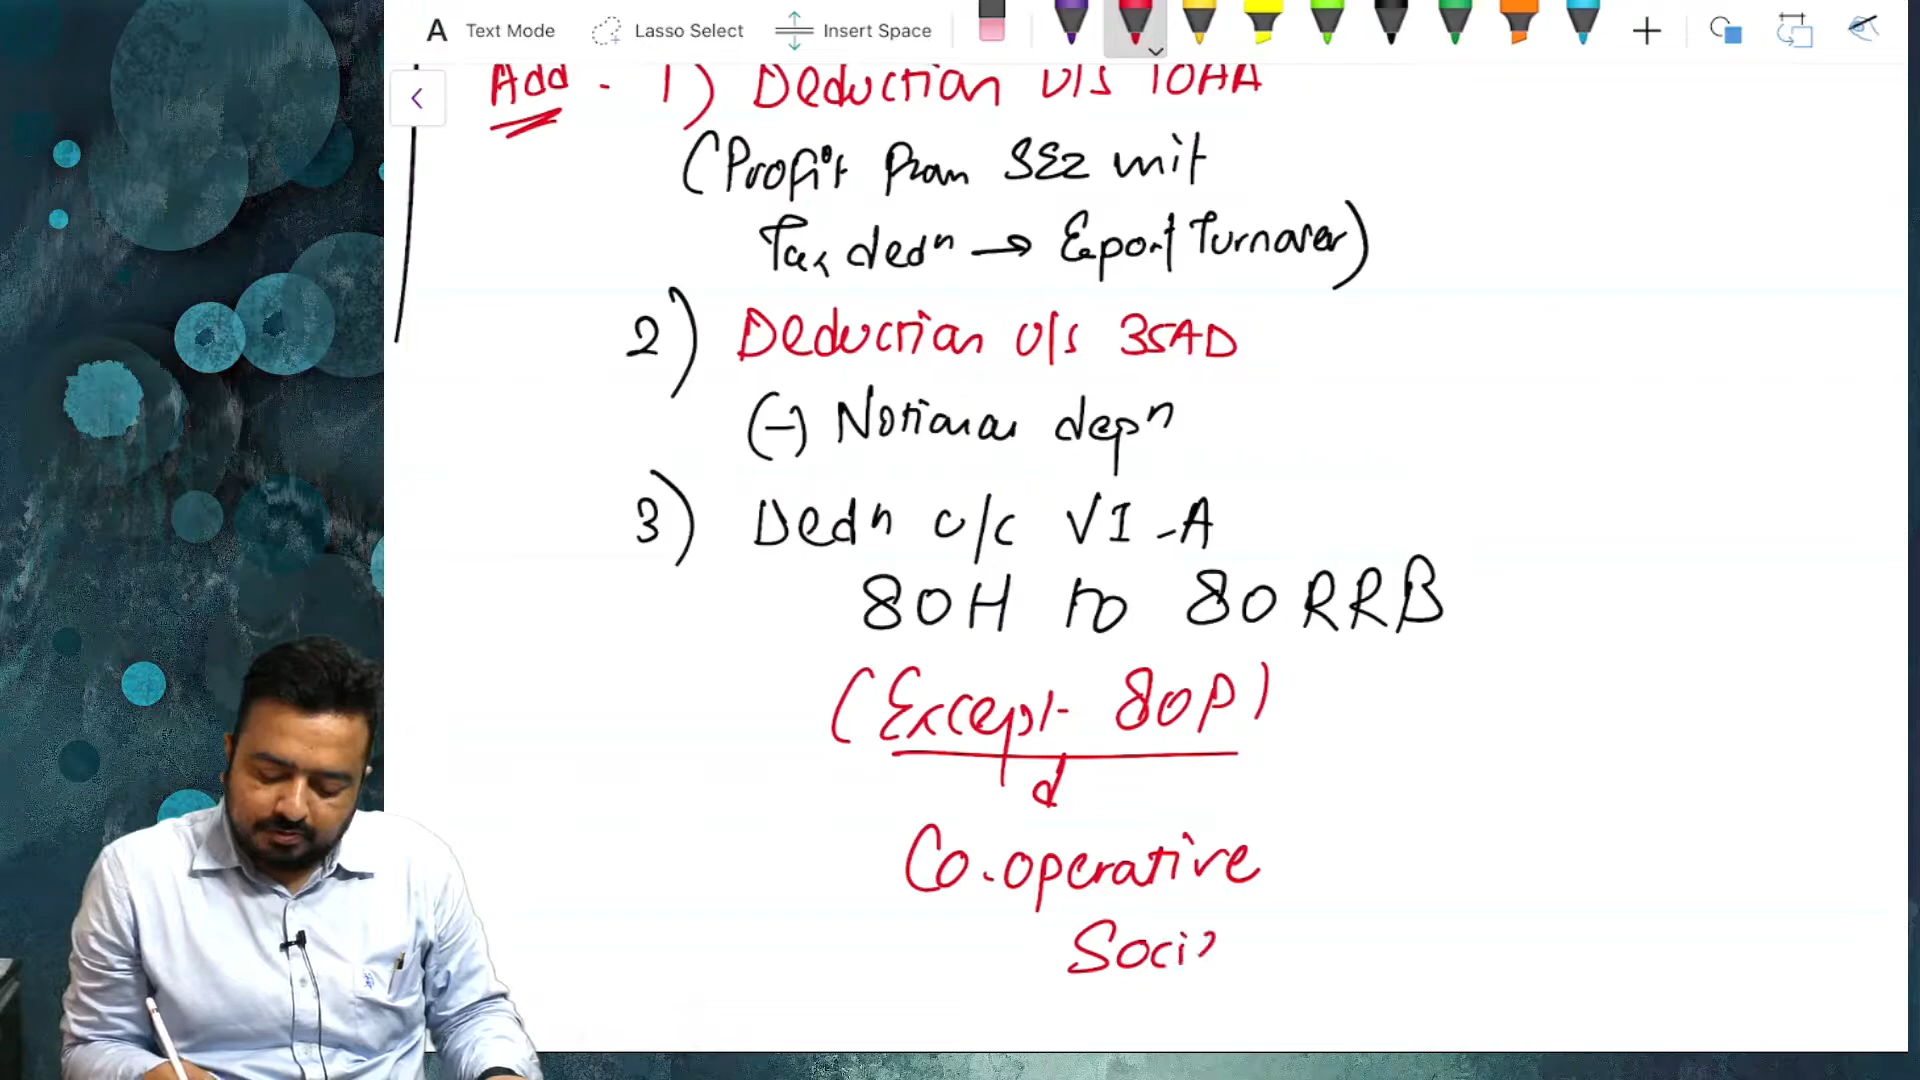 A Text Mode Lasso Select Insert Space
Add - 1) Deduction u/s 10AA
(Profit from SEZ unit
Tax dedn → Export Turnover)
2) Deduction u/s 35AD
(-) Notional depn
3) Dedn u/c VI-A
80H to 80RRB
(Except 80P)
Co.operative
Soci